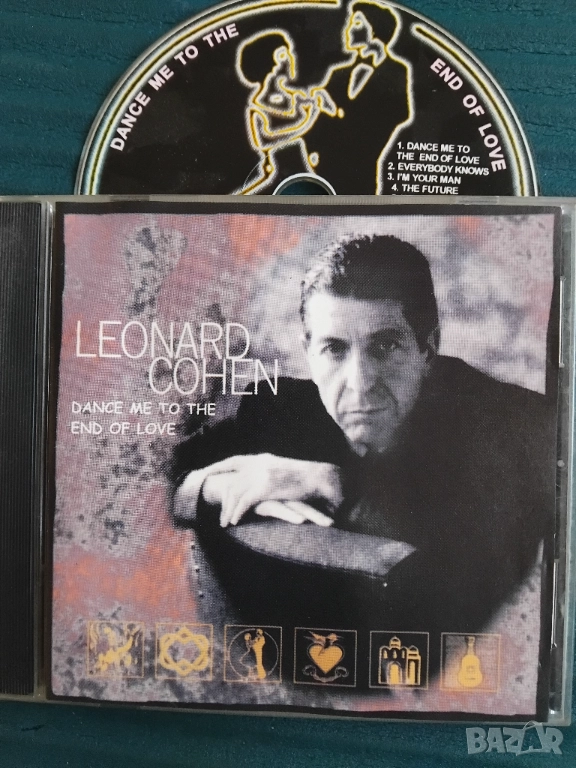 DANCE ME TO THE END OF LOVE
1. DANCE ME TO
THE END OF LOVE
2. EVERYBODY KNOWS
3. I'M YOUR MAN
4. THE FUTURE
LEONARD
COHEN
DANCE ME TO THE
END OF LOVE
BAZAR